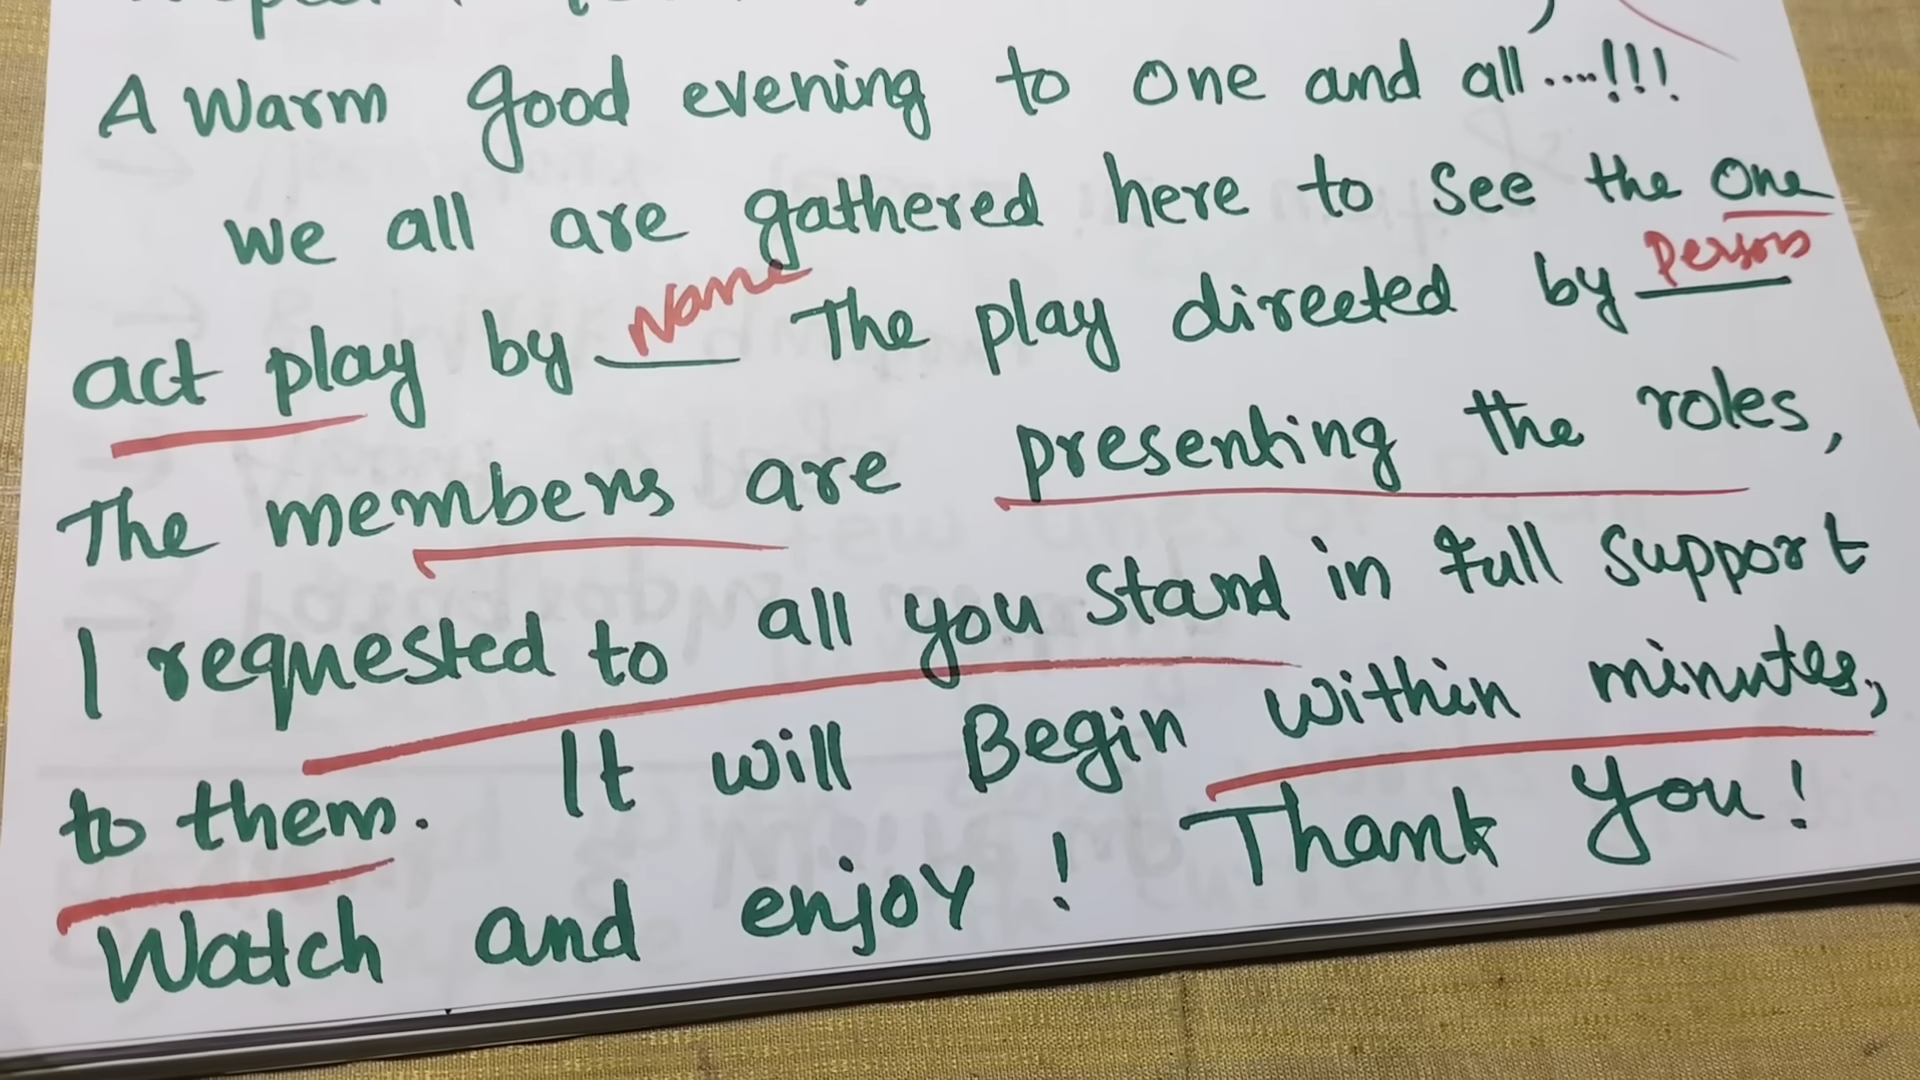 A Warm good evening to one and all....!!!
we all are gathered here to see the one
act play by Name The play directed by Person
The members are presenting the roles,
I requested to all you stand in full support
to them. It will Begin within minutes,
Watch and enjoy! Thank you!